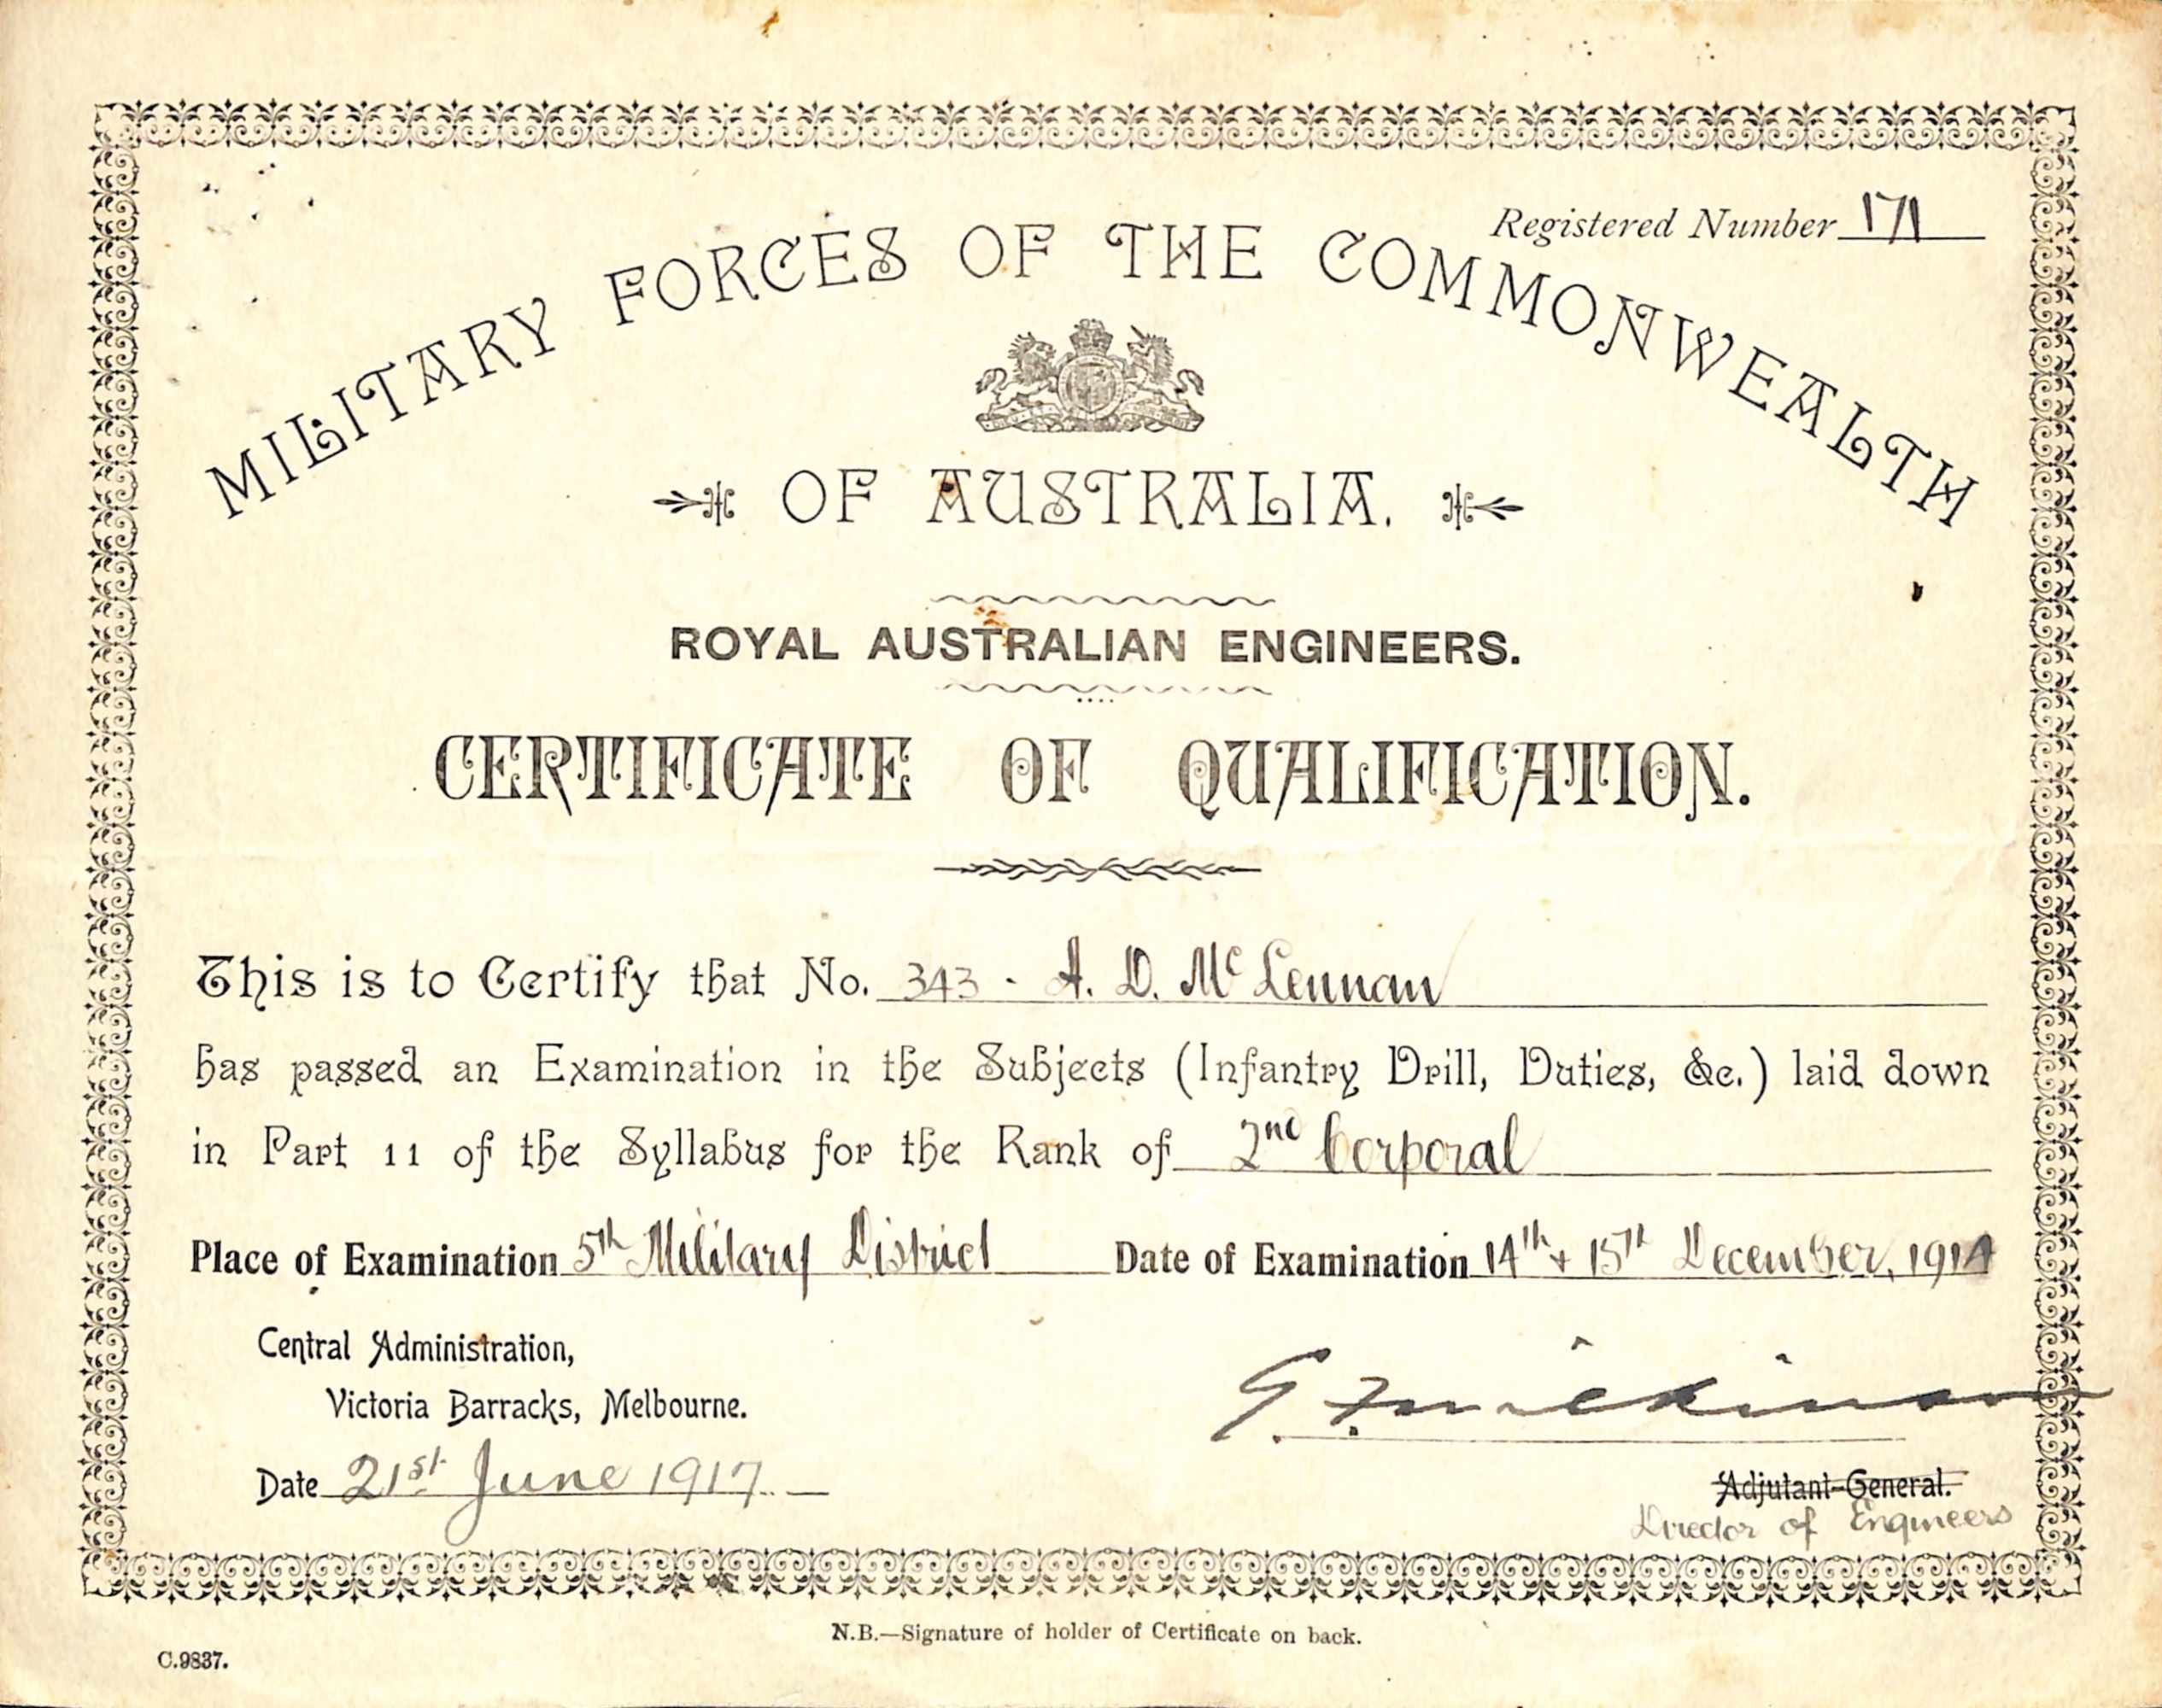 Registered Number 171
MILITARY FORCES OF THE COMMONWEALTH
OF AUSTRALIA.
ROYAL AUSTRALIAN ENGINEERS.
CERTIFICATE OF QUALIFICATION.
This is to Certify that No. 343 - A. D. McLennan
has passed an Examination in the Subjects (Infantry Drill, Duties, &c.) laid down
in Part 11 of the Syllabus for the Rank of 2nd Corporal
Place of Examination 5th Military District Date of Examination 14th & 15th December, 1914
Central Administration,
Victoria Barracks, Melbourne.
Date 21st June 1917.
Adjutant-General.
Director of Engineers
N.B.—Signature of holder of Certificate on back.
C.9837.